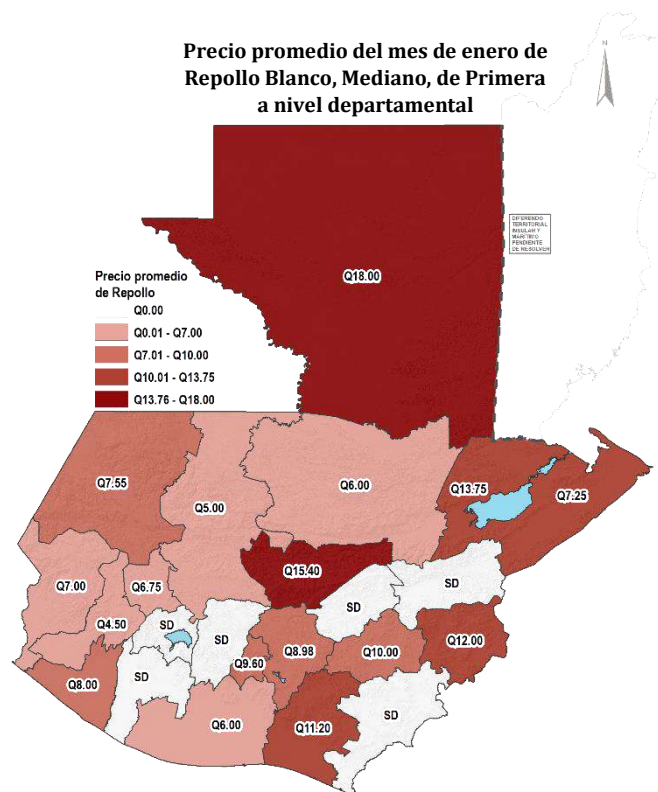 Precio promedio del mes de enero de
Repollo Blanco, Mediano, de Primera
a nivel departamental
N
DIFERENDO
TERRITORIAL
INSULAR Y
MARÍTIMO
PENDIENTE
DE RESOLVER
Q18.00
Precio promedio
de Repollo
Q0.00
Q0.01 - Q7.00
Q7.01 - Q10.00
Q10.01 - Q13.75
Q13.76 - Q18.00
Q7.55
Q5.00
Q6.00
Q13.75
Q7.25
Q7.00
Q6.75
Q15.40
SD
SD
Q4.50
SD
SD
Q9.60
Q8.98
Q10.00
Q12.00
Q8.00
SD
Q6.00
Q11.20
SD